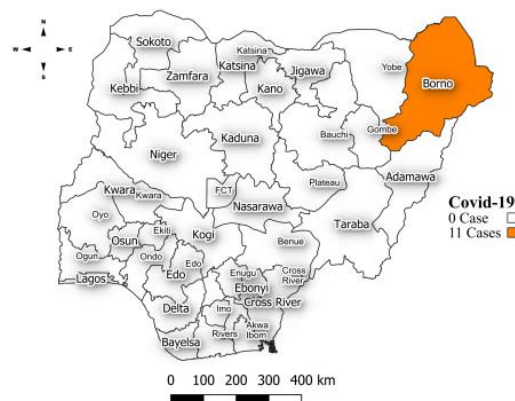 N
W E
S
Sokoto
Katsina
Katsina
Jigawa
Yobe
Borno
Zamfara
Kebbi
Kano
Kaduna
Bauchi
Gombe
Niger
Adamawa
Kwara
Kwara
FCT
Plateau
Nasarawa
Taraba
Covid-19
0 Case
11 Cases
Oyo
Osun
Ekiti
Kogi
Benue
Ogun
Ondo
Edo
Edo
Lagos
Enugu
Ebonyi
Cross
River
Cross River
Delta
Imo
Akwa
Ibom
Rivers
Bayelsa
0 100 200 300 400 km